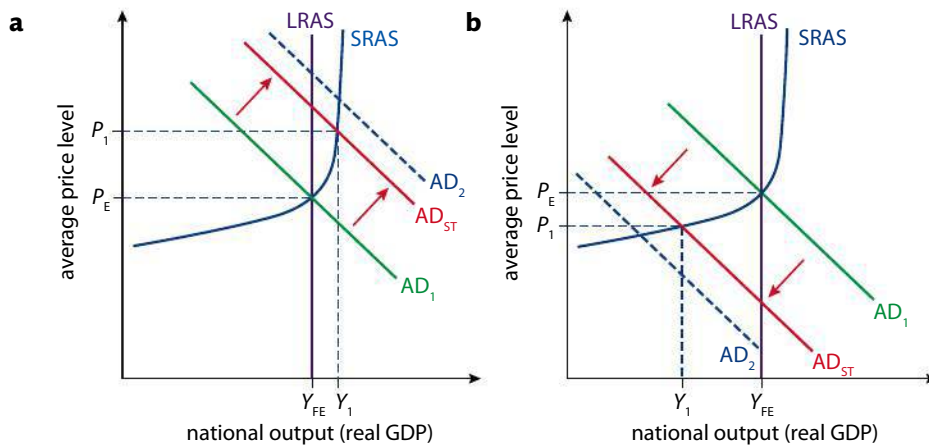 a
LRAS
SRAS
average price level
P1
PE
AD2
ADST
AD1
YFE
Y1
national output (real GDP)
b
LRAS
SRAS
average price level
PE
P1
AD1
AD2
ADST
Y1
YFE
national output (real GDP)